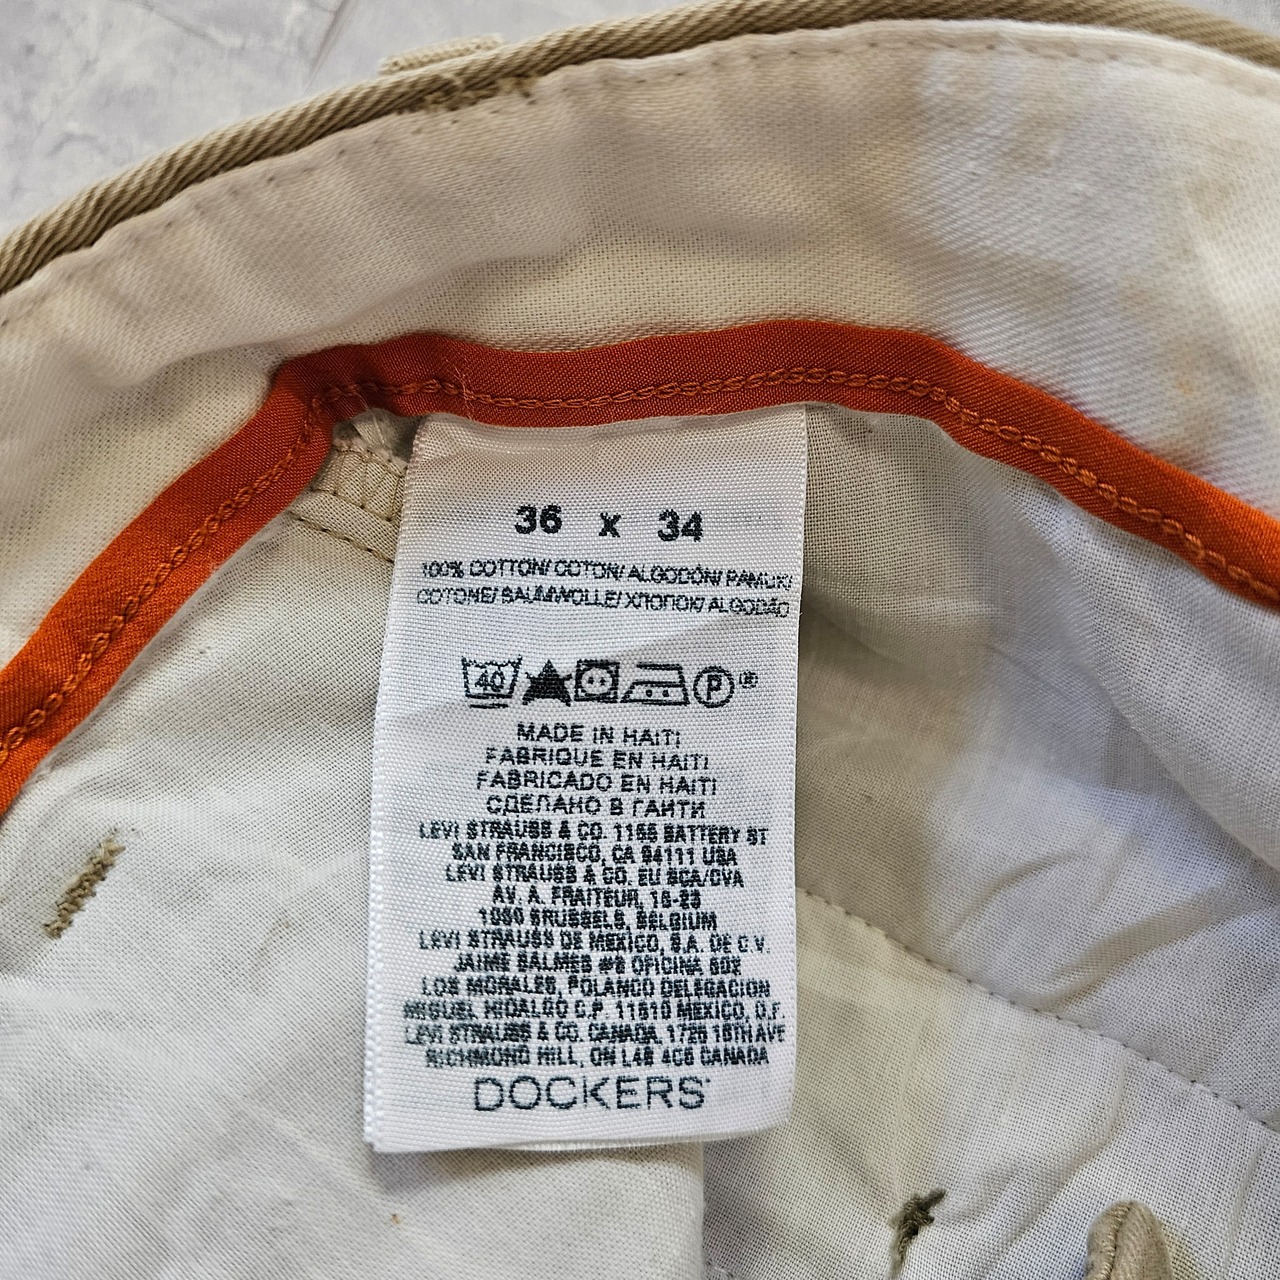 36 x 34
100% COTTON/ COTON/ ALGODÓN/ PAMUK/
COTONE/ BAUMWOLLE/ ХЛОПОК/ ALGODÃO
40 P ®
MADE IN HAITI
FABRIQUE EN HAITI
FABRICADO EN HAITI
СДЕЛАНО В ГАИТИ
LEVI STRAUSS & CO. 1155 BATTERY ST
SAN FRANCISCO, CA 94111 USA
LEVI STRAUSS & CO. EU BCA/CVA
AV. A. FRAITEUR, 15-23
1050 BRUSSELS, BELGIUM
LEVI STRAUSS DE MEXICO, S.A. DE C.V.
JAIME BALMES #8 OFICINA 602
LOS MORALES, POLANCO DELEGACION
MIGUEL HIDALGO C.P. 11510 MEXICO, D.F.
LEVI STRAUSS & CO. CANADA, 1725 16TH AVE
RICHMOND HILL, ON L4B 4C6 CANADA
DOCKERS